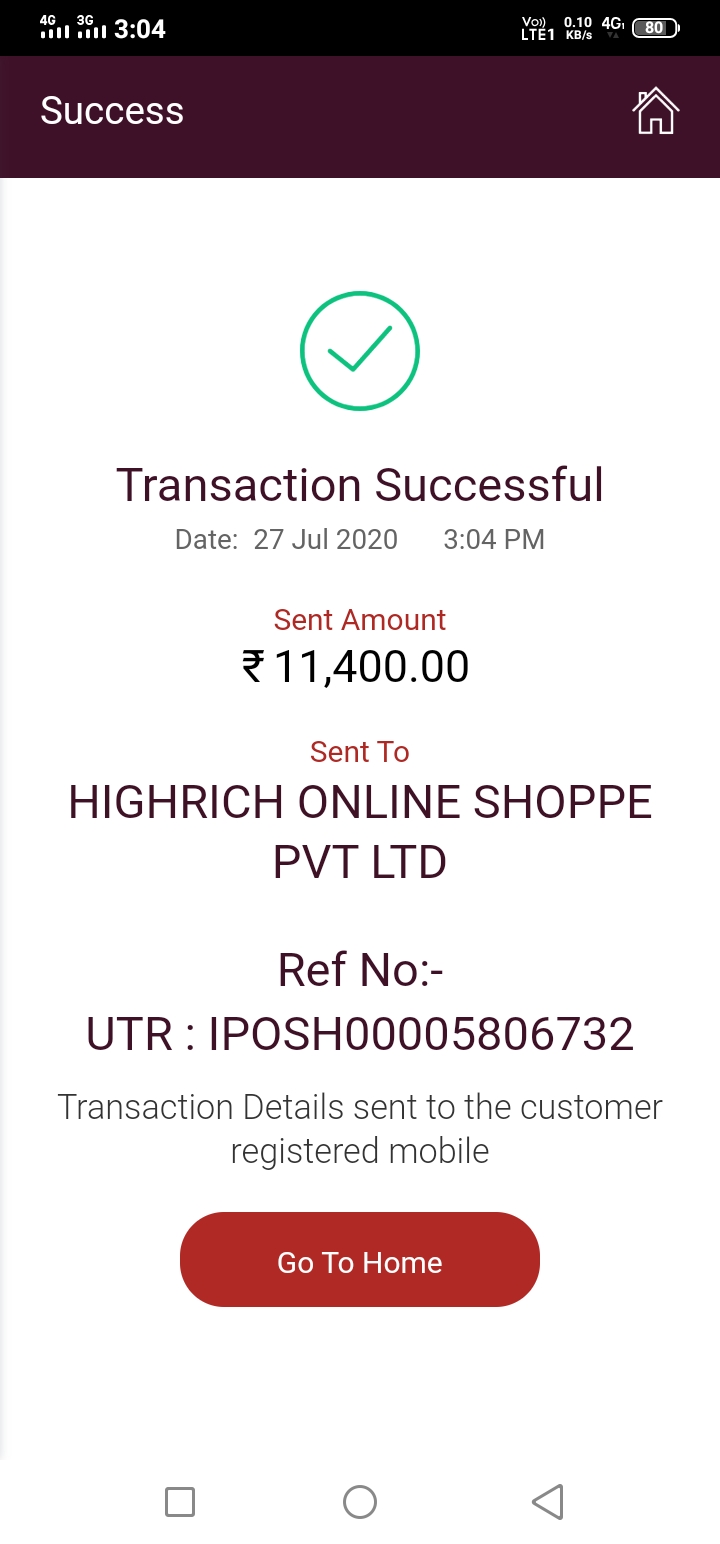 4G 3G 3:04 Vo)) LTE1 0.10 KB/s 4G 80
Success
Transaction Successful
Date: 27 Jul 2020 3:04 PM
Sent Amount
₹ 11,400.00
Sent To
HIGHRICH ONLINE SHOPPE
PVT LTD
Ref No:-
UTR : IPOSH00005806732
Transaction Details sent to the customer
registered mobile
Go To Home